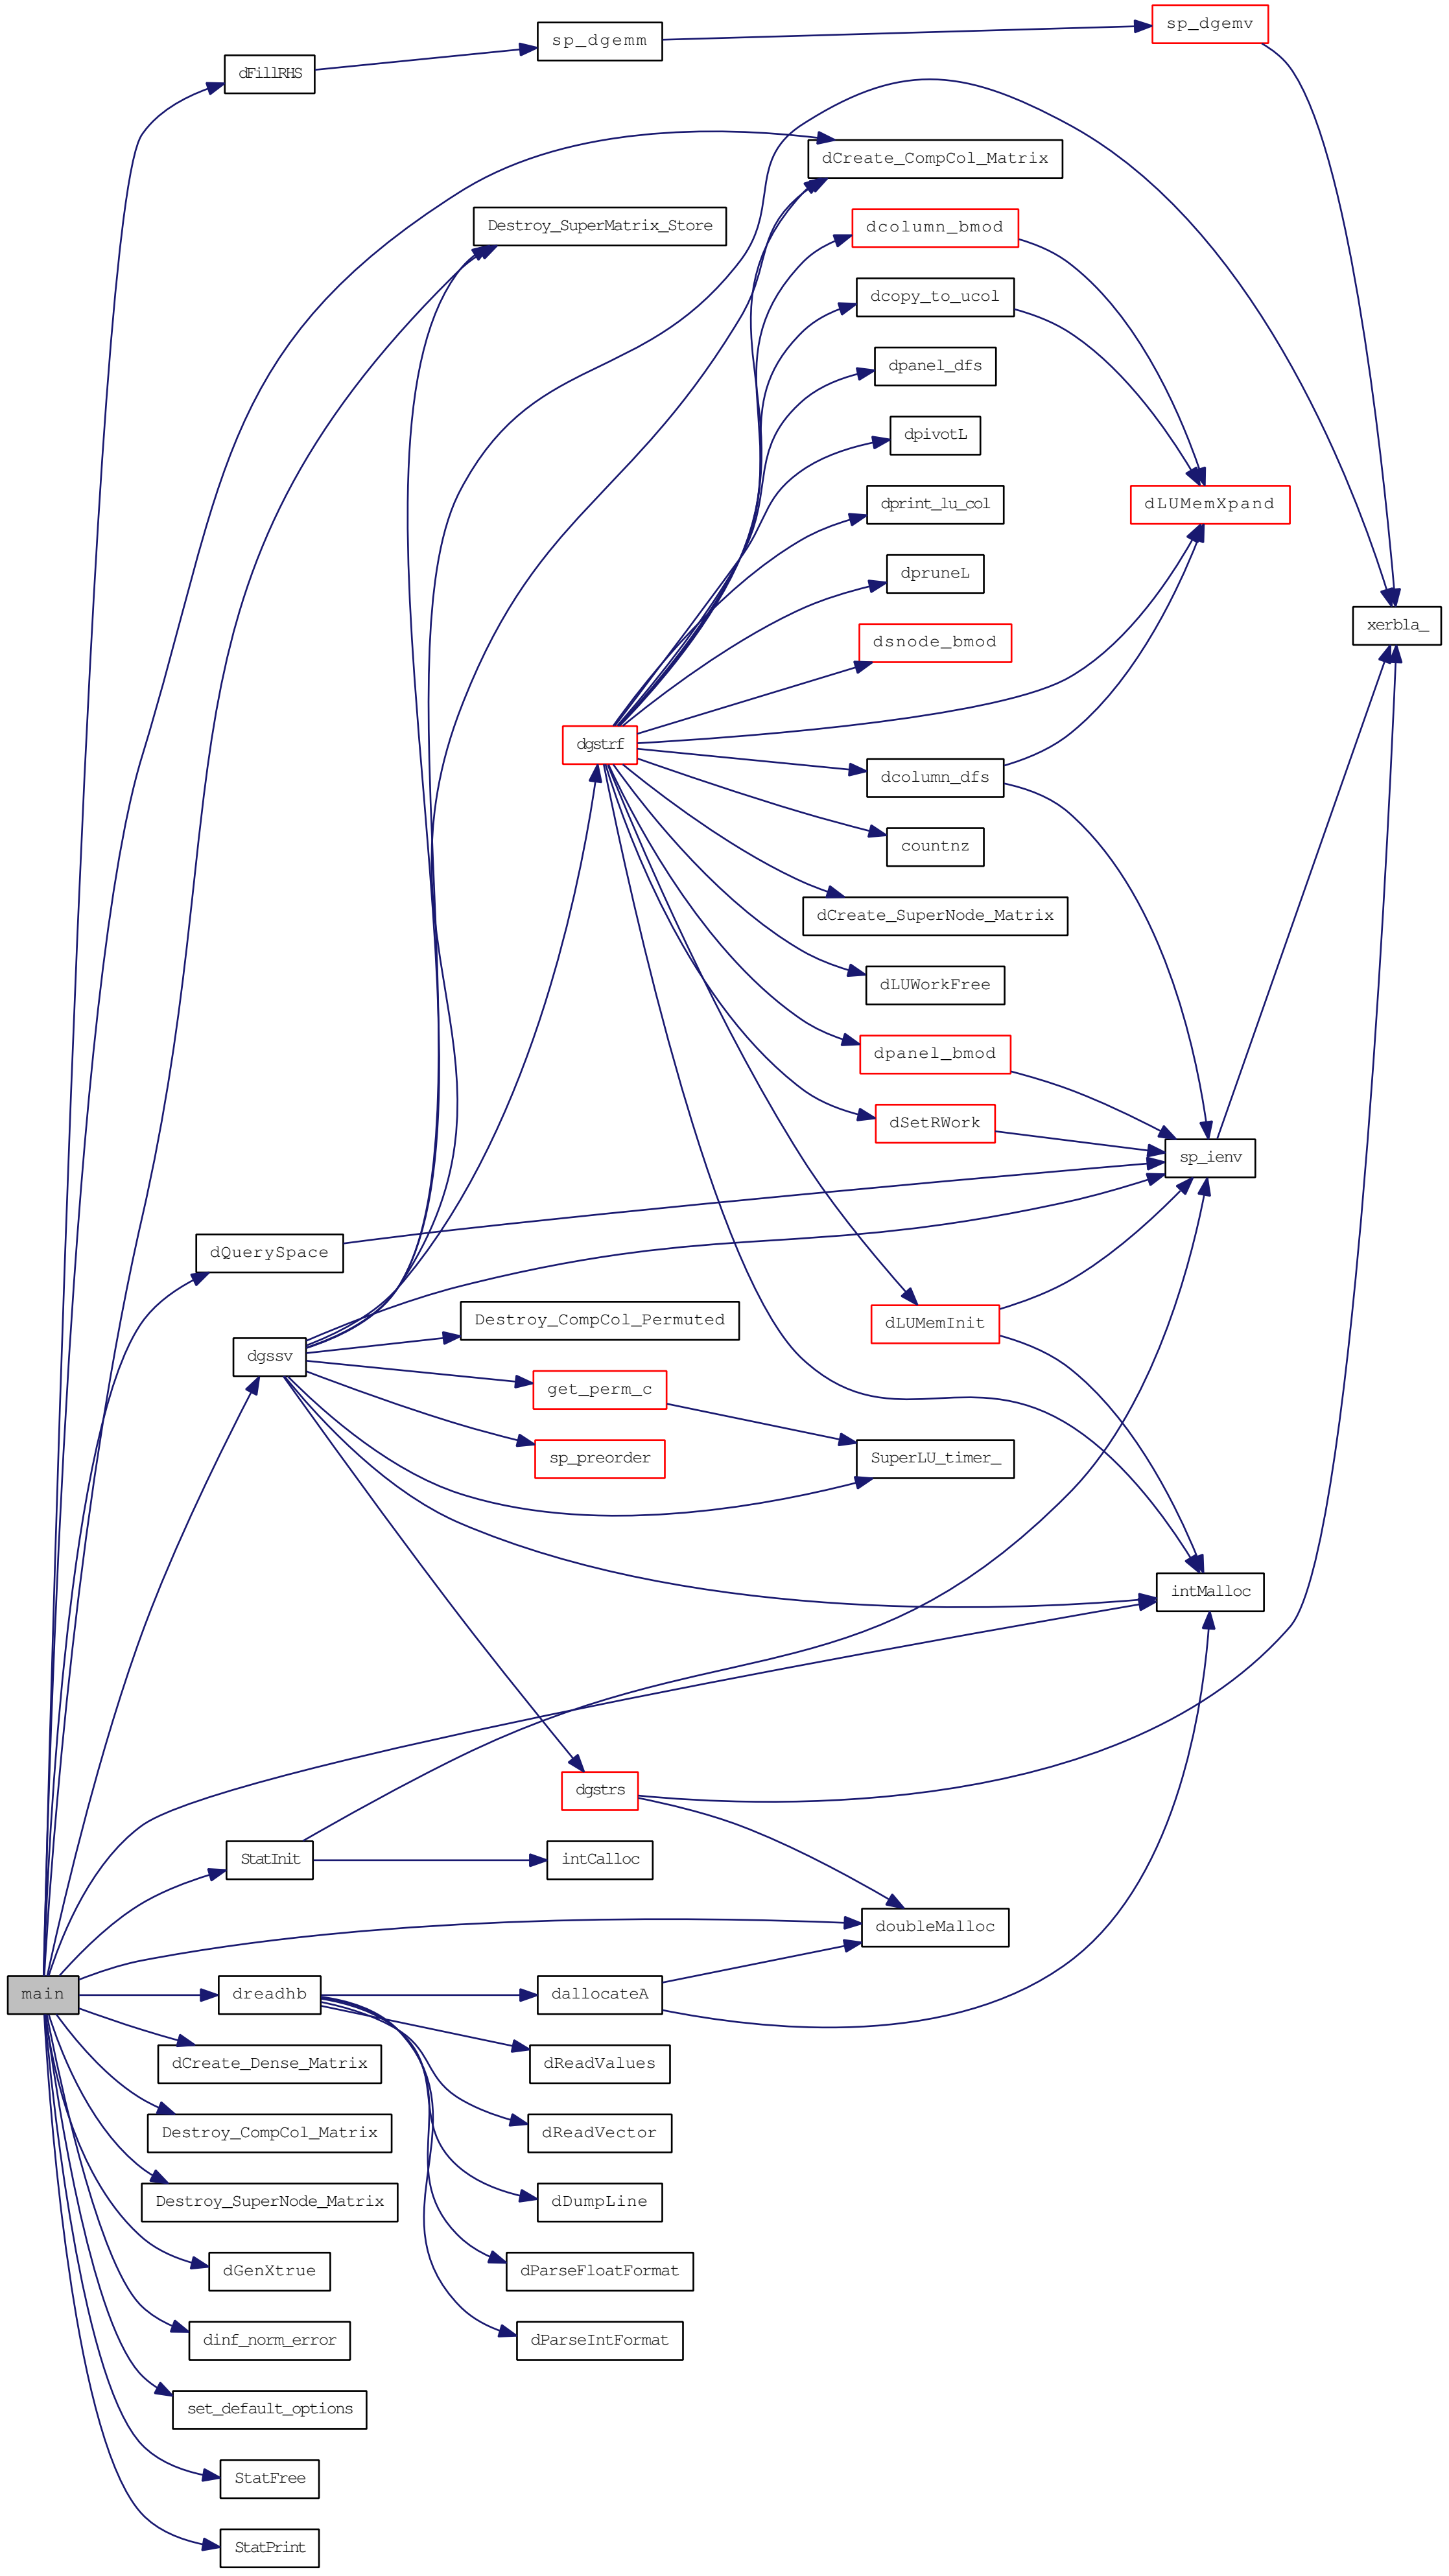 sp_dgemv
sp_dgemm
dFillRHS
dCreate_CompCol_Matrix
Destroy_SuperMatrix_Store
dcolumn_bmod
dcopy_to_ucol
dpanel_dfs
dpivotL
dprint_lu_col
dLUMemXpand
dpruneL
xerbla_
dsnode_bmod
dgstrf
dcolumn_dfs
countnz
dCreate_SuperNode_Matrix
dLUWorkFree
dpanel_bmod
dSetRWork
sp_ienv
dQuerySpace
dLUMemInit
Destroy_CompCol_Permuted
dgssv
get_perm_c
sp_preorder
SuperLU_timer_
intMalloc
dgstrs
StatInit
intCalloc
doubleMalloc
main
dreadhb
dallocateA
dCreate_Dense_Matrix
dReadValues
Destroy_CompCol_Matrix
dReadVector
Destroy_SuperNode_Matrix
dDumpLine
dGenXtrue
dParseFloatFormat
dinf_norm_error
dParseIntFormat
set_default_options
StatFree
StatPrint